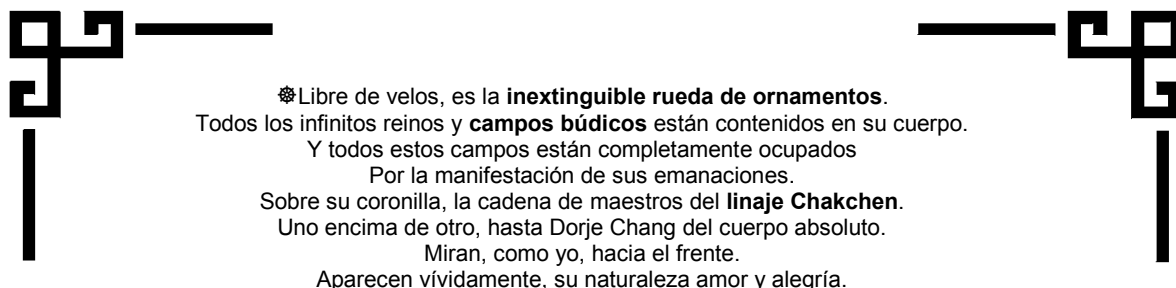 ☸Libre de velos, es la inextinguible rueda de ornamentos.
Todos los infinitos reinos y campos búdicos están contenidos en su cuerpo.
Y todos estos campos están completamente ocupados
Por la manifestación de sus emanaciones.
Sobre su coronilla, la cadena de maestros del linaje Chakchen.
Uno encima de otro, hasta Dorje Chang del cuerpo absoluto.
Miran, como yo, hacia el frente.
Aparecen vívidamente, su naturaleza amor y alegría.